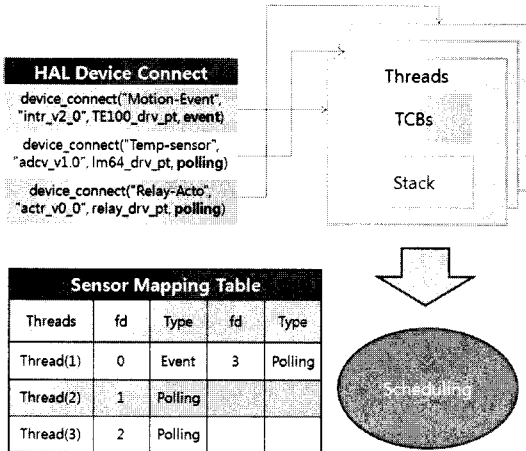 HAL Device Connect
device_connect("Motion-Event",
"intr_v2_0", TE100_drv_pt, event)
device_connect("Temp-sensor",
"adcv_v1.0", lm64_drv_pt, polling)
device_connect("Relay-Acto",
"actr_v0_0", relay_drv_pt, polling)
Threads
TCBs
Stack
Sensor Mapping Table
Threads fd Type fd Type
Thread(1) 0 Event 3 Polling
Thread(2) 1 Polling
Thread(3) 2 Polling
Scheduling